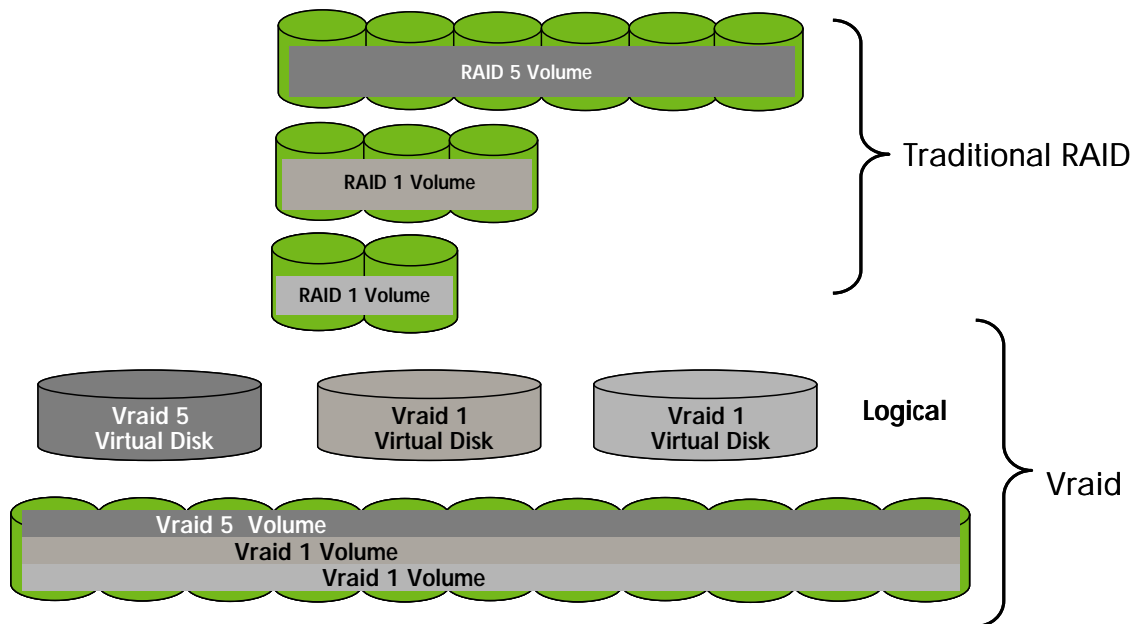 RAID 5 Volume
RAID 1 Volume
RAID 1 Volume
Traditional RAID
Vraid 5
Virtual Disk
Vraid 1
Virtual Disk
Vraid 1
Virtual Disk
Logical
Vraid 5 Volume
Vraid 1 Volume
Vraid 1 Volume
Vraid